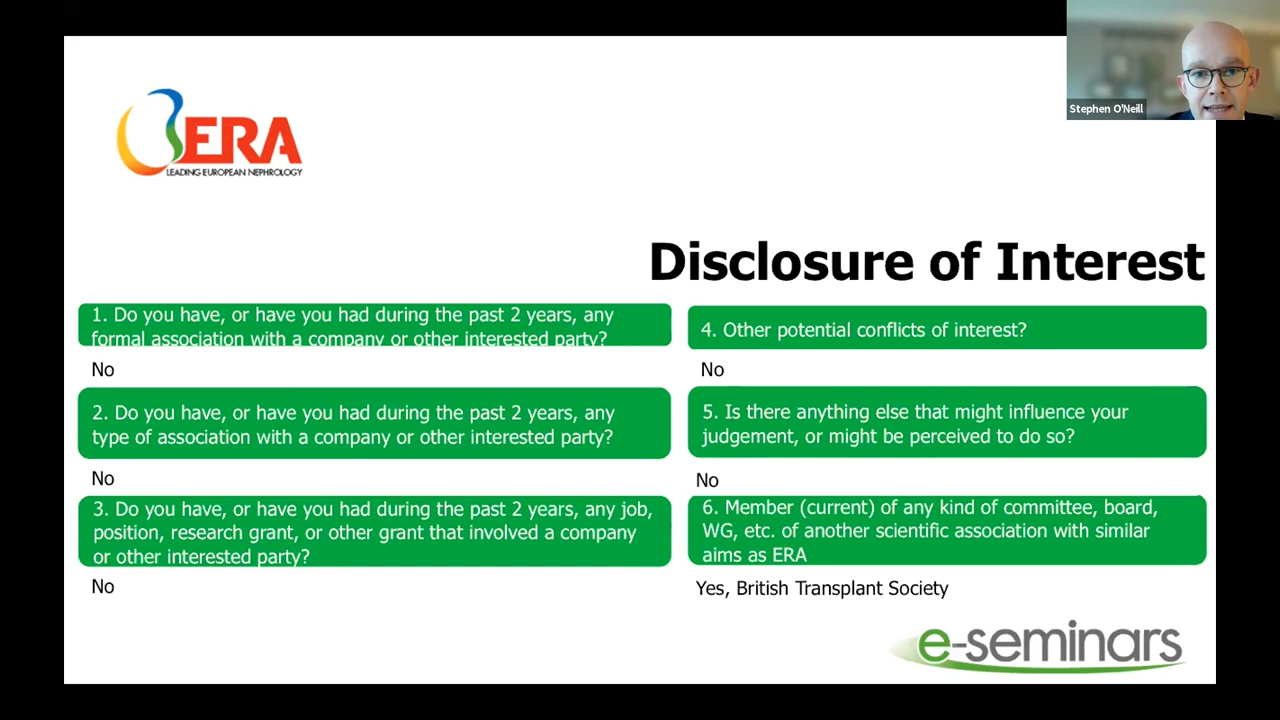 Stephen O'Neill
ERA
LEADING EUROPEAN NEPHROLOGY
Disclosure of Interest
1. Do you have, or have you had during the past 2 years, any
formal association with a company or other interested party?
No
2. Do you have, or have you had during the past 2 years, any
type of association with a company or other interested party?
No
3. Do you have, or have you had during the past 2 years, any job,
position, research grant, or other grant that involved a company
or other interested party?
No
4. Other potential conflicts of interest?
No
5. Is there anything else that might influence your
judgement, or might be perceived to do so?
No
6. Member (current) of any kind of committee, board,
WG, etc. of another scientific association with similar
aims as ERA
Yes, British Transplant Society
e-seminars